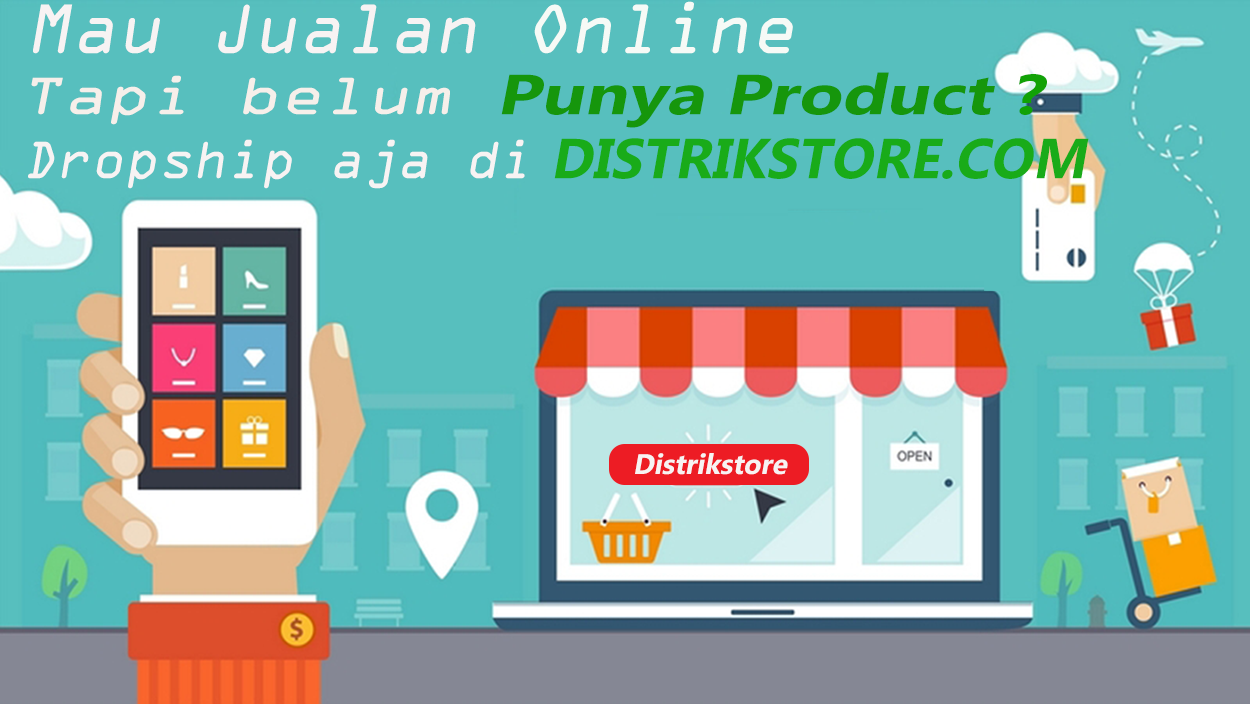 Mau Jualan Online
Tapi belum Punya Product ?
Dropship aja di DISTRIKSTORE.COM
Distrikstore
OPEN
$